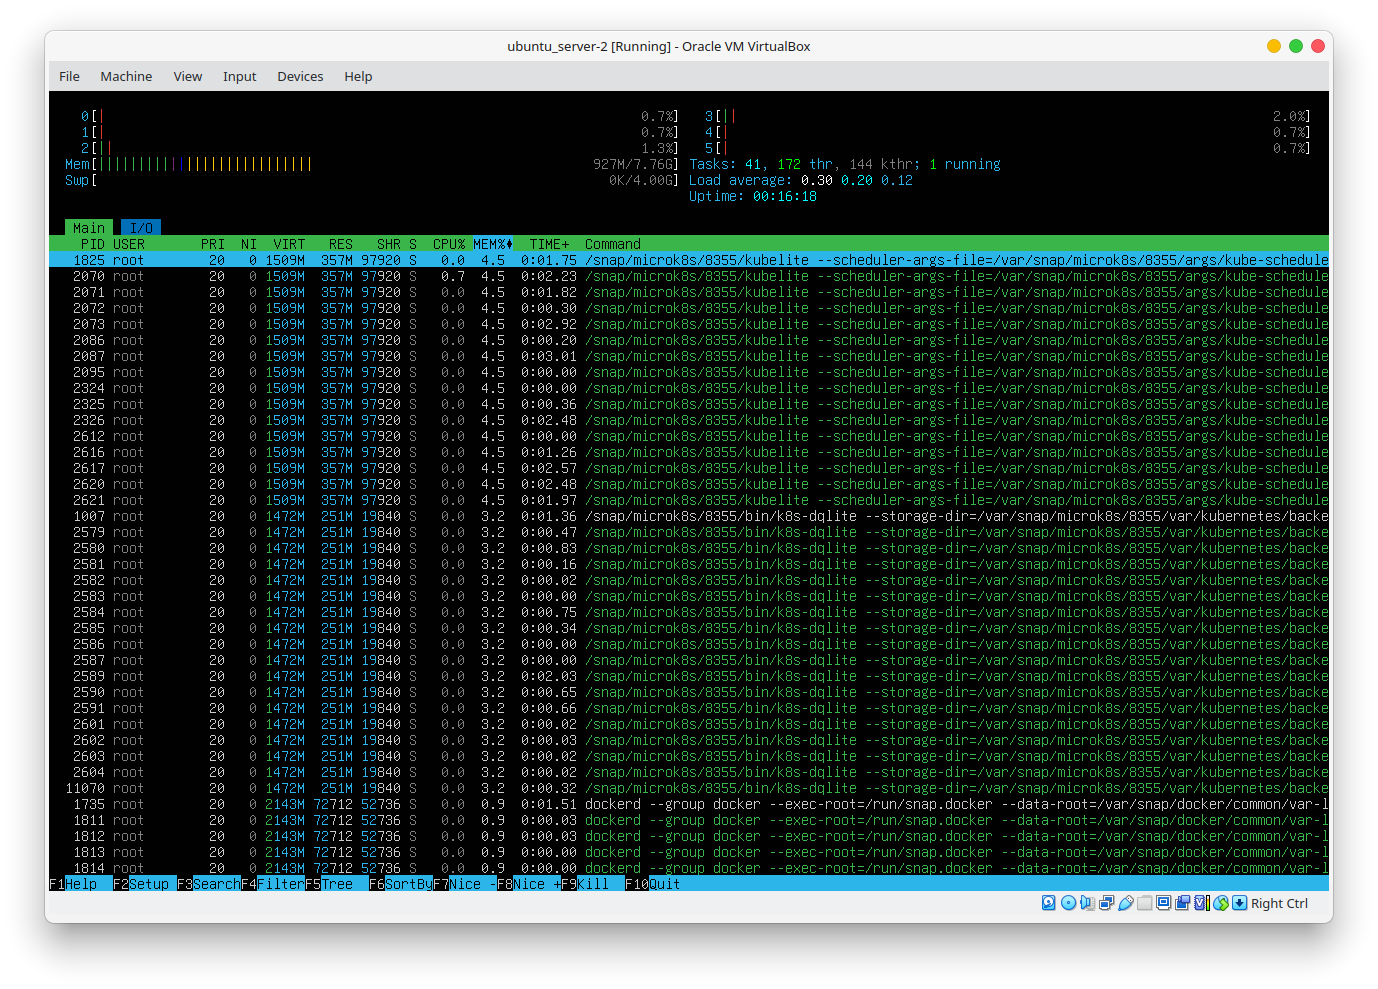 ubuntu_server-2 [Running] - Oracle VM VirtualBox
File Machine View Input Devices Help
0[| 0.7%] 3[|| 2.0%]
1[| 0.7%] 4[| 0.7%]
2[|| 1.3%] 5[| 0.7%]
Mem[||||||||||||||||||||||||||| 927M/7.76G] Tasks: 41, 172 thr, 144 kthr; 1 running
Swp[ 0K/4.00G] Load average: 0.30 0.20 0.12
Uptime: 00:16:18
Main I/O
PID USER PRI NI VIRT RES SHR S CPU% MEM% TIME+ Command
1825 root 20 0 1509M 357M 97920 S 0.0 4.5 0:01.75 /snap/microk8s/8355/kubelite --scheduler-args-file=/var/snap/microk8s/8355/args/kube-schedule
2070 root 20 0 1509M 357M 97920 S 0.7 4.5 0:02.23 /snap/microk8s/8355/kubelite --scheduler-args-file=/var/snap/microk8s/8355/args/kube-schedule
2071 root 20 0 1509M 357M 97920 S 0.0 4.5 0:01.82 /snap/microk8s/8355/kubelite --scheduler-args-file=/var/snap/microk8s/8355/args/kube-schedule
2072 root 20 0 1509M 357M 97920 S 0.0 4.5 0:00.30 /snap/microk8s/8355/kubelite --scheduler-args-file=/var/snap/microk8s/8355/args/kube-schedule
2073 root 20 0 1509M 357M 97920 S 0.0 4.5 0:02.92 /snap/microk8s/8355/kubelite --scheduler-args-file=/var/snap/microk8s/8355/args/kube-schedule
2086 root 20 0 1509M 357M 97920 S 0.0 4.5 0:00.20 /snap/microk8s/8355/kubelite --scheduler-args-file=/var/snap/microk8s/8355/args/kube-schedule
2087 root 20 0 1509M 357M 97920 S 0.0 4.5 0:03.01 /snap/microk8s/8355/kubelite --scheduler-args-file=/var/snap/microk8s/8355/args/kube-schedule
2095 root 20 0 1509M 357M 97920 S 0.0 4.5 0:00.00 /snap/microk8s/8355/kubelite --scheduler-args-file=/var/snap/microk8s/8355/args/kube-schedule
2324 root 20 0 1509M 357M 97920 S 0.0 4.5 0:00.00 /snap/microk8s/8355/kubelite --scheduler-args-file=/var/snap/microk8s/8355/args/kube-schedule
2325 root 20 0 1509M 357M 97920 S 0.0 4.5 0:00.36 /snap/microk8s/8355/kubelite --scheduler-args-file=/var/snap/microk8s/8355/args/kube-schedule
2326 root 20 0 1509M 357M 97920 S 0.0 4.5 0:02.48 /snap/microk8s/8355/kubelite --scheduler-args-file=/var/snap/microk8s/8355/args/kube-schedule
2612 root 20 0 1509M 357M 97920 S 0.0 4.5 0:00.00 /snap/microk8s/8355/kubelite --scheduler-args-file=/var/snap/microk8s/8355/args/kube-schedule
2616 root 20 0 1509M 357M 97920 S 0.0 4.5 0:01.26 /snap/microk8s/8355/kubelite --scheduler-args-file=/var/snap/microk8s/8355/args/kube-schedule
2617 root 20 0 1509M 357M 97920 S 0.0 4.5 0:02.57 /snap/microk8s/8355/kubelite --scheduler-args-file=/var/snap/microk8s/8355/args/kube-schedule
2620 root 20 0 1509M 357M 97920 S 0.0 4.5 0:02.48 /snap/microk8s/8355/kubelite --scheduler-args-file=/var/snap/microk8s/8355/args/kube-schedule
2621 root 20 0 1509M 357M 97920 S 0.0 4.5 0:01.97 /snap/microk8s/8355/kubelite --scheduler-args-file=/var/snap/microk8s/8355/args/kube-schedule
1007 root 20 0 1472M 251M 19840 S 0.0 3.2 0:01.36 /snap/microk8s/8355/bin/k8s-dqlite --storage-dir=/var/snap/microk8s/8355/var/kubernetes/backe
2579 root 20 0 1472M 251M 19840 S 0.0 3.2 0:00.47 /snap/microk8s/8355/bin/k8s-dqlite --storage-dir=/var/snap/microk8s/8355/var/kubernetes/backe
2580 root 20 0 1472M 251M 19840 S 0.0 3.2 0:00.83 /snap/microk8s/8355/bin/k8s-dqlite --storage-dir=/var/snap/microk8s/8355/var/kubernetes/backe
2581 root 20 0 1472M 251M 19840 S 0.0 3.2 0:00.16 /snap/microk8s/8355/bin/k8s-dqlite --storage-dir=/var/snap/microk8s/8355/var/kubernetes/backe
2582 root 20 0 1472M 251M 19840 S 0.0 3.2 0:00.02 /snap/microk8s/8355/bin/k8s-dqlite --storage-dir=/var/snap/microk8s/8355/var/kubernetes/backe
2583 root 20 0 1472M 251M 19840 S 0.0 3.2 0:00.00 /snap/microk8s/8355/bin/k8s-dqlite --storage-dir=/var/snap/microk8s/8355/var/kubernetes/backe
2584 root 20 0 1472M 251M 19840 S 0.0 3.2 0:00.75 /snap/microk8s/8355/bin/k8s-dqlite --storage-dir=/var/snap/microk8s/8355/var/kubernetes/backe
2585 root 20 0 1472M 251M 19840 S 0.0 3.2 0:00.34 /snap/microk8s/8355/bin/k8s-dqlite --storage-dir=/var/snap/microk8s/8355/var/kubernetes/backe
2586 root 20 0 1472M 251M 19840 S 0.0 3.2 0:00.00 /snap/microk8s/8355/bin/k8s-dqlite --storage-dir=/var/snap/microk8s/8355/var/kubernetes/backe
2587 root 20 0 1472M 251M 19840 S 0.0 3.2 0:00.00 /snap/microk8s/8355/bin/k8s-dqlite --storage-dir=/var/snap/microk8s/8355/var/kubernetes/backe
2589 root 20 0 1472M 251M 19840 S 0.0 3.2 0:02.03 /snap/microk8s/8355/bin/k8s-dqlite --storage-dir=/var/snap/microk8s/8355/var/kubernetes/backe
2590 root 20 0 1472M 251M 19840 S 0.0 3.2 0:00.65 /snap/microk8s/8355/bin/k8s-dqlite --storage-dir=/var/snap/microk8s/8355/var/kubernetes/backe
2591 root 20 0 1472M 251M 19840 S 0.0 3.2 0:00.66 /snap/microk8s/8355/bin/k8s-dqlite --storage-dir=/var/snap/microk8s/8355/var/kubernetes/backe
2601 root 20 0 1472M 251M 19840 S 0.0 3.2 0:00.02 /snap/microk8s/8355/bin/k8s-dqlite --storage-dir=/var/snap/microk8s/8355/var/kubernetes/backe
2602 root 20 0 1472M 251M 19840 S 0.0 3.2 0:00.03 /snap/microk8s/8355/bin/k8s-dqlite --storage-dir=/var/snap/microk8s/8355/var/kubernetes/backe
2603 root 20 0 1472M 251M 19840 S 0.0 3.2 0:00.02 /snap/microk8s/8355/bin/k8s-dqlite --storage-dir=/var/snap/microk8s/8355/var/kubernetes/backe
2604 root 20 0 1472M 251M 19840 S 0.0 3.2 0:00.02 /snap/microk8s/8355/bin/k8s-dqlite --storage-dir=/var/snap/microk8s/8355/var/kubernetes/backe
11070 root 20 0 1472M 251M 19840 S 0.0 3.2 0:00.32 /snap/microk8s/8355/bin/k8s-dqlite --storage-dir=/var/snap/microk8s/8355/var/kubernetes/backe
1735 root 20 0 2143M 72712 52736 S 0.0 0.9 0:01.51 dockerd --group docker --exec-root=/run/snap.docker --data-root=/var/snap/docker/common/var-l
1811 root 20 0 2143M 72712 52736 S 0.0 0.9 0:00.03 dockerd --group docker --exec-root=/run/snap.docker --data-root=/var/snap/docker/common/var-l
1812 root 20 0 2143M 72712 52736 S 0.0 0.9 0:00.03 dockerd --group docker --exec-root=/run/snap.docker --data-root=/var/snap/docker/common/var-l
1813 root 20 0 2143M 72712 52736 S 0.0 0.9 0:00.00 dockerd --group docker --exec-root=/run/snap.docker --data-root=/var/snap/docker/common/var-l
1814 root 20 0 2143M 72712 52736 S 0.0 0.9 0:00.00 dockerd --group docker --exec-root=/run/snap.docker --data-root=/var/snap/docker/common/var-l
F1Help F2Setup F3SearchF4FilterF5Tree F6SortByF7Nice -F8Nice +F9Kill F10Quit
Right Ctrl